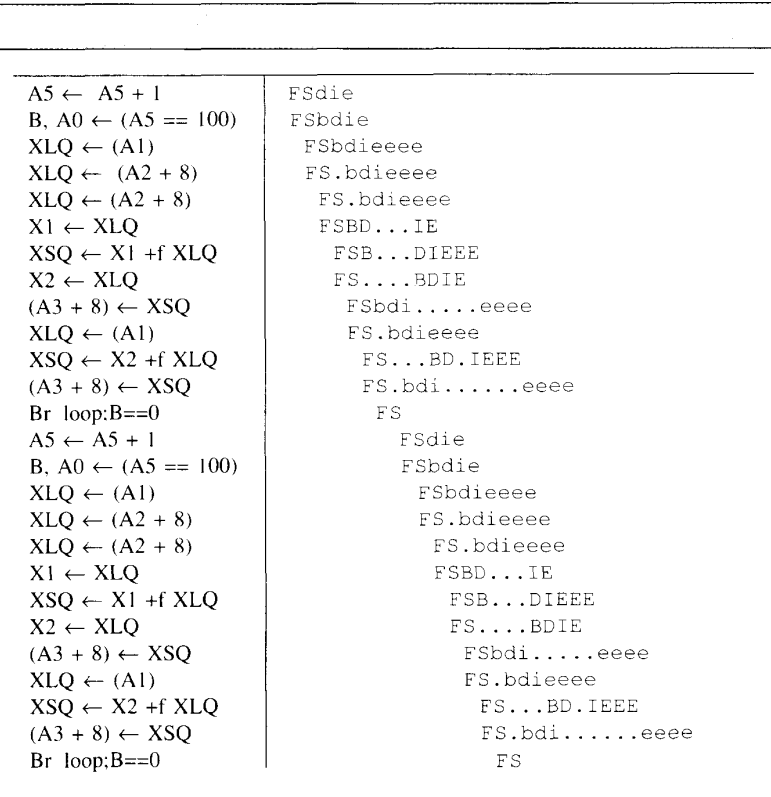 A5 ← A5 + 1 FSdie
B, A0 ← (A5 == 100) FSbdie
XLQ ← (A1) FSbdieeee
XLQ ← (A2 + 8) FS.bdieeee
XLQ ← (A2 + 8) FS.bdieeee
X1 ← XLQ FSBD...IE
XSQ ← X1 +f XLQ FSB...DIEEE
X2 ← XLQ FS....BDIE
(A3 + 8) ← XSQ FSbdi.....eeee
XLQ ← (A1) FS.bdieeee
XSQ ← X2 +f XLQ FS...BD.IEEE
(A3 + 8) ← XSQ FS.bdi......eeee
Br loop;B==0 FS
A5 ← A5 + 1 FSdie
B, A0 ← (A5 == 100) FSbdie
XLQ ← (A1) FSbdieeee
XLQ ← (A2 + 8) FS.bdieeee
XLQ ← (A2 + 8) FS.bdieeee
X1 ← XLQ FSBD...IE
XSQ ← X1 +f XLQ FSB...DIEEE
X2 ← XLQ FS....BDIE
(A3 + 8) ← XSQ FSbdi.....eeee
XLQ ← (A1) FS.bdieeee
XSQ ← X2 +f XLQ FS...BD.IEEE
(A3 + 8) ← XSQ FS.bdi......eeee
Br loop;B==0 FS